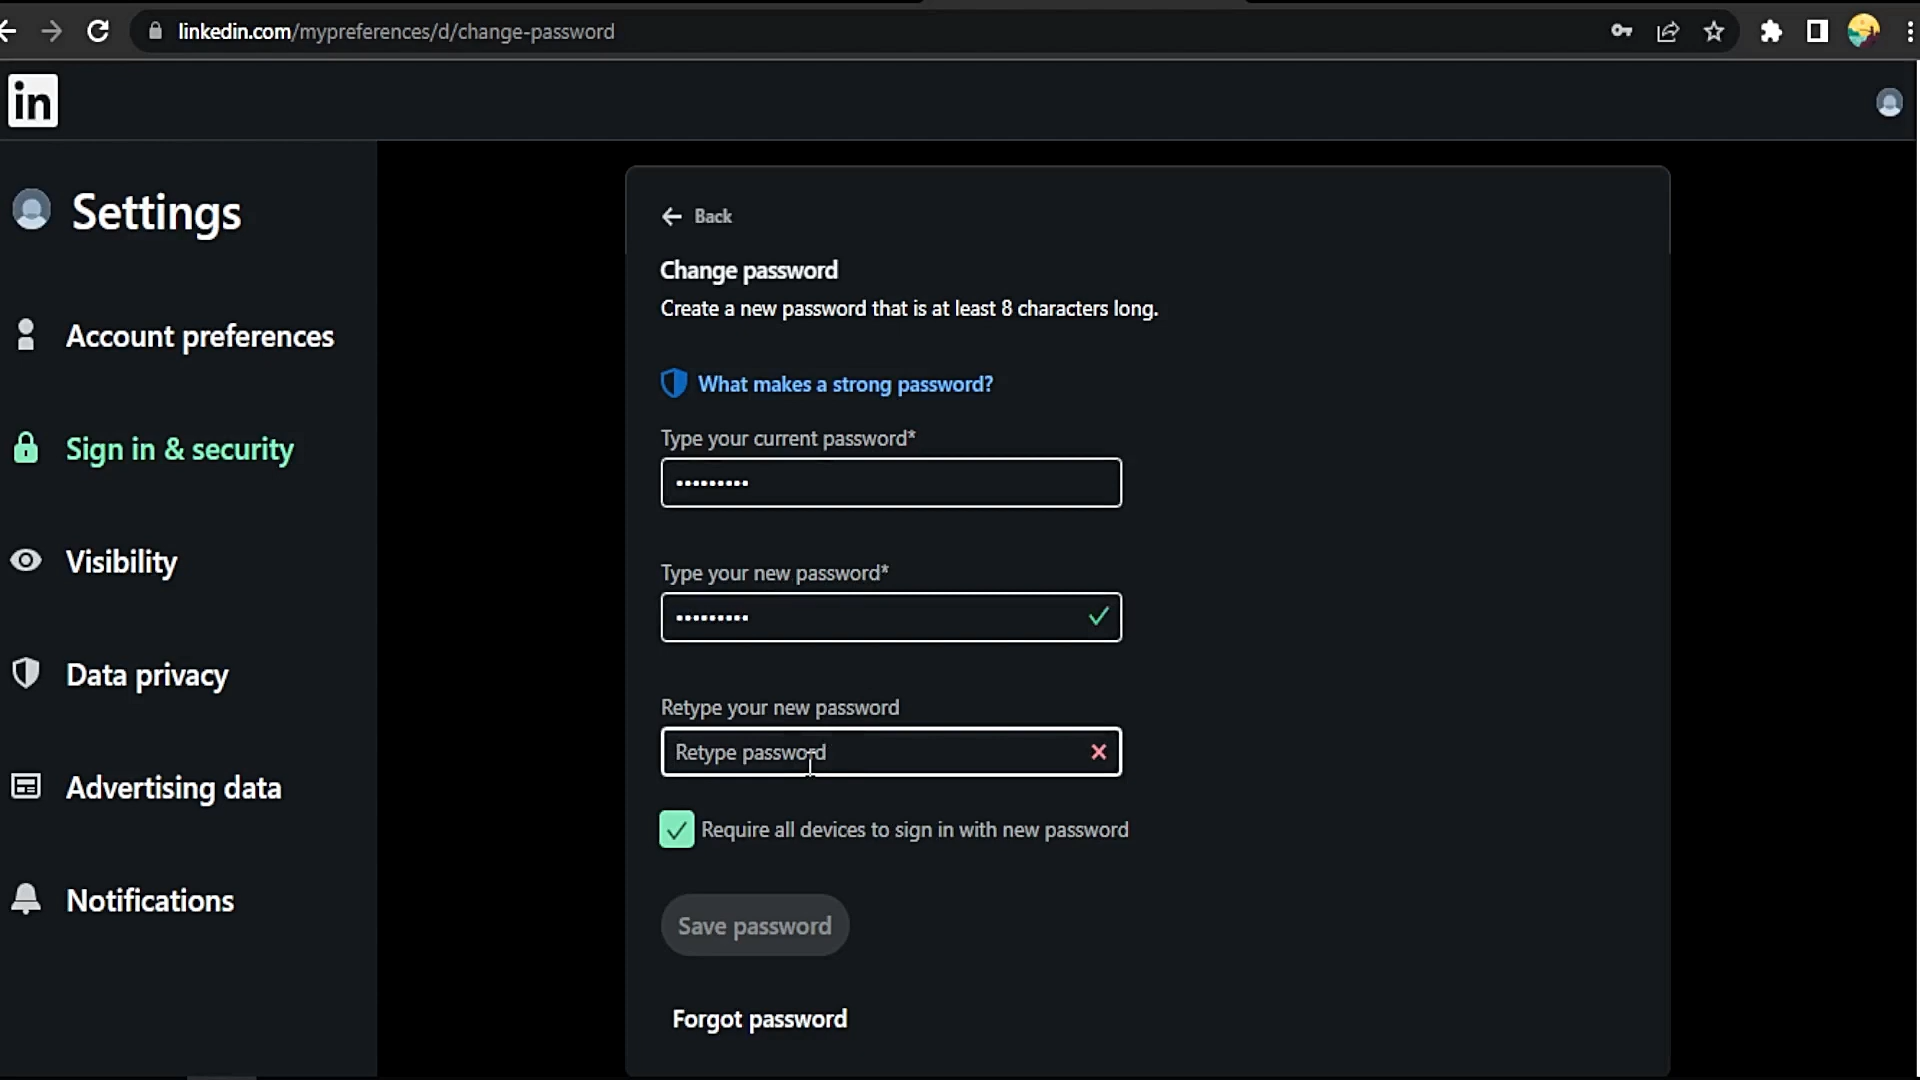 linkedin.com/mypreferences/d/change-password
in
Settings
Account preferences
Sign in & security
Visibility
Data privacy
Advertising data
Notifications
Back
Change password
Create a new password that is at least 8 characters long.
What makes a strong password?
Type your current password*
•••••••••
Type your new password*
•••••••••
Retype your new password
Retype password
Require all devices to sign in with new password
Save password
Forgot password